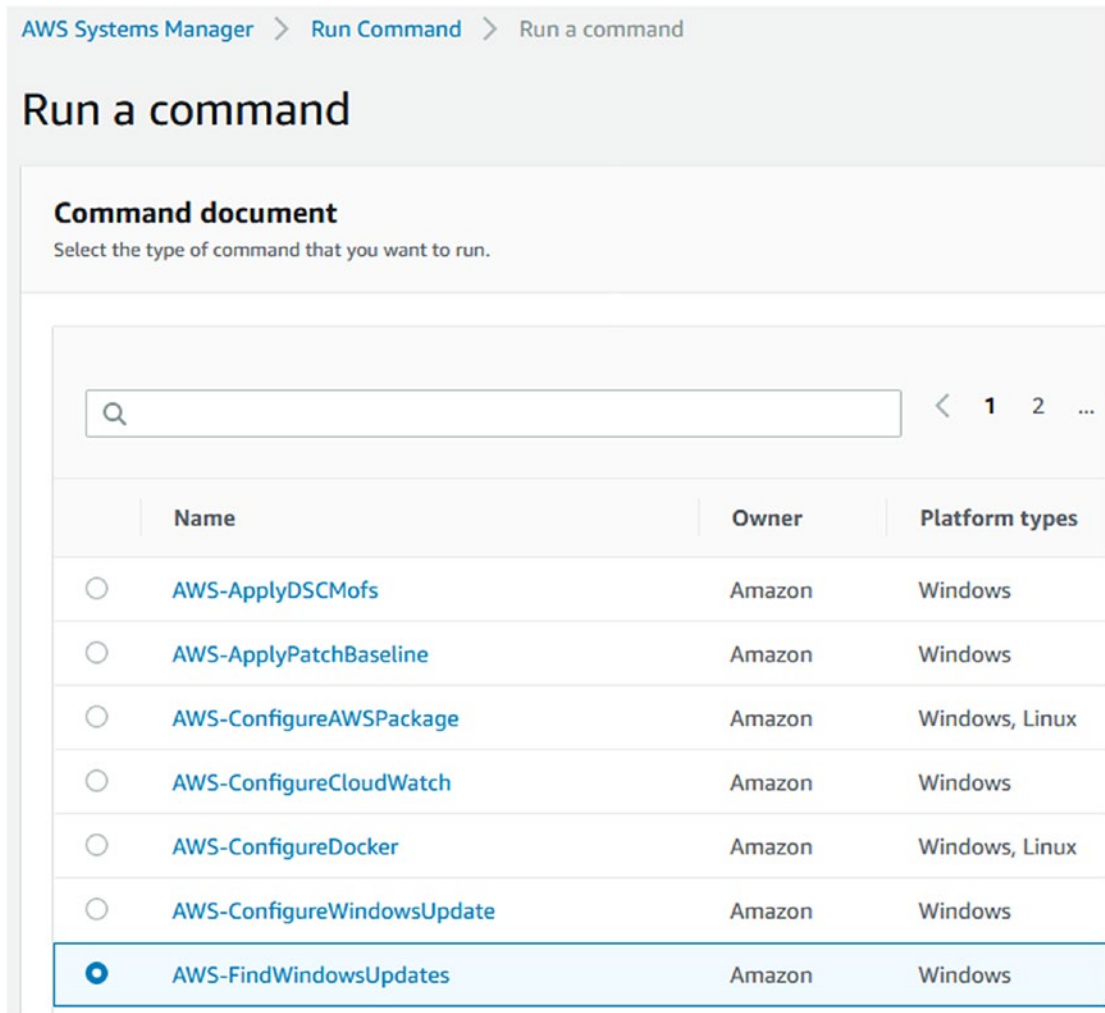 AWS Systems Manager > Run Command > Run a command
Run a command
Command document
Select the type of command that you want to run.
< 1 2 ...
Name Owner Platform types
AWS-ApplyDSCMofs Amazon Windows
AWS-ApplyPatchBaseline Amazon Windows
AWS-ConfigureAWSPackage Amazon Windows, Linux
AWS-ConfigureCloudWatch Amazon Windows
AWS-ConfigureDocker Amazon Windows, Linux
AWS-ConfigureWindowsUpdate Amazon Windows
AWS-FindWindowsUpdates Amazon Windows